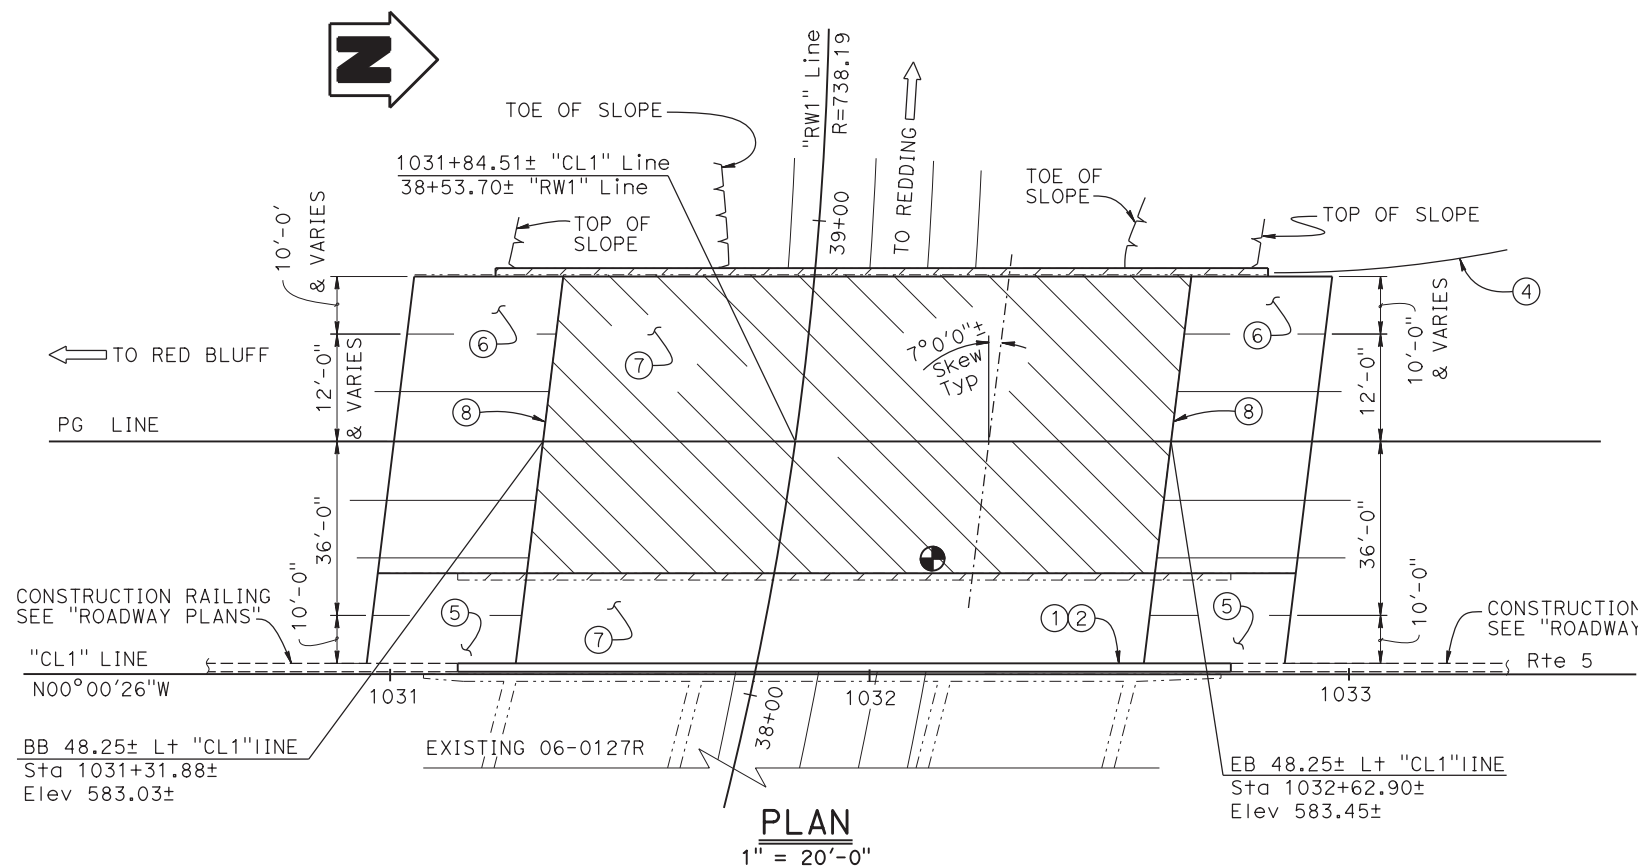 N
"RW1" Line
R=738.19
TOE OF SLOPE
1031+84.51± "CL1" Line
38+53.70± "RW1" Line
TOP OF
SLOPE
39+00
TO REDDING
TOE OF
SLOPE
TOP OF SLOPE
10'-0'
& VARIES
12'-0"
& VARIES
4
6
7
7°0'0"±
Skew
Typ
6
10'-0"
& VARIES
12'-0"
TO RED BLUFF
8
8
PG LINE
36'-0"
36'-0"
10'-0"
10'-0"
CONSTRUCTION RAILING
SEE "ROADWAY PLANS"
5
7
1
2
5
CONSTRUCTION
SEE "ROADWAY
"CL1" LINE
N00°00'26"W
Rte 5
1031
1032
1033
38+00
EXISTING 06-0127R
BB 48.25± Lt "CL1"lINE
Sta 1031+31.88±
Elev 583.03±
EB 48.25± Lt "CL1"lINE
Sta 1032+62.90±
Elev 583.45±
PLAN
1" = 20'-0"